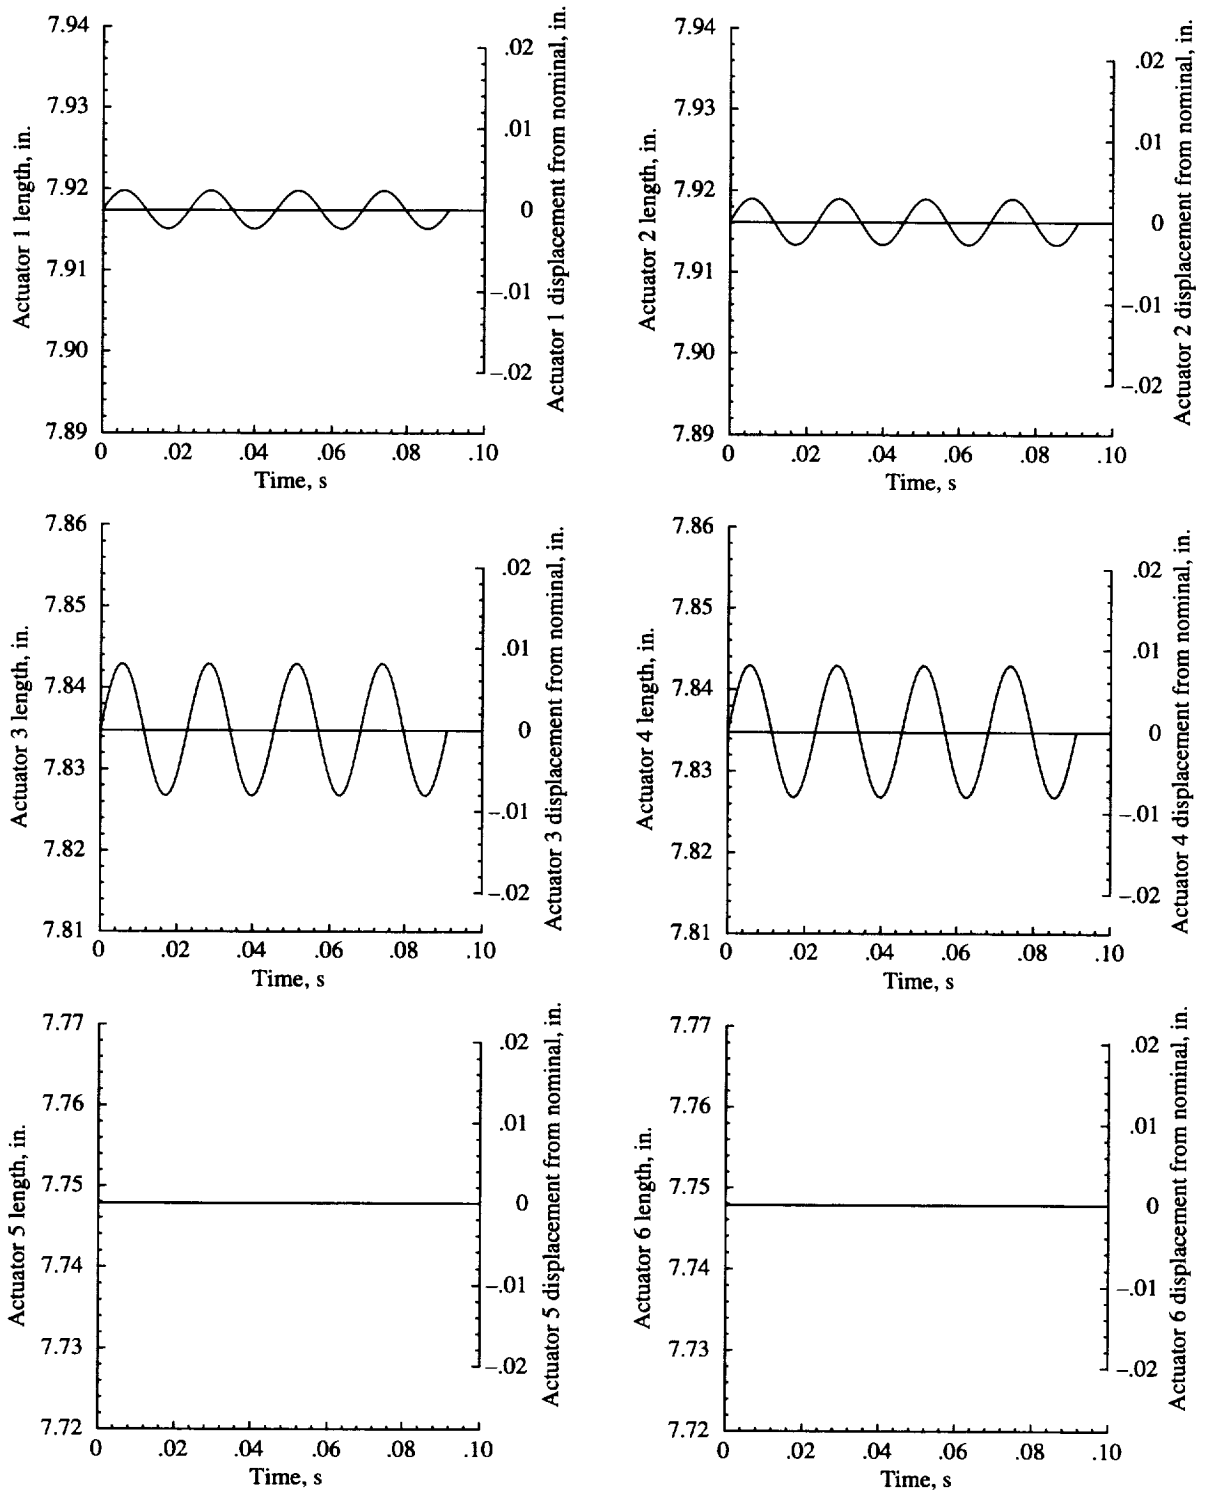 7.94
7.93
7.92
7.91
7.90
7.89
Actuator 1 length, in.
0 .02 .04 .06 .08 .10
Time, s
.02
.01
0
–.01
–.02
Actuator 1 displacement from nominal, in.
7.94
7.93
7.92
7.91
7.90
7.89
Actuator 2 length, in.
0 .02 .04 .06 .08 .10
Time, s
.02
.01
0
–.01
–.02
Actuator 2 displacement from nominal, in.
7.86
7.85
7.84
7.83
7.82
7.81
Actuator 3 length, in.
0 .02 .04 .06 .08 .10
Time, s
.02
.01
0
–.01
–.02
Actuator 3 displacement from nominal, in.
7.86
7.85
7.84
7.83
7.82
7.81
Actuator 4 length, in.
0 .02 .04 .06 .08 .10
Time, s
.02
.01
0
–.01
–.02
Actuator 4 displacement from nominal, in.
7.77
7.76
7.75
7.74
7.73
7.72
Actuator 5 length, in.
0 .02 .04 .06 .08 .10
Time, s
.02
.01
0
–.01
–.02
Actuator 5 displacement from nominal, in.
7.77
7.76
7.75
7.74
7.73
7.72
Actuator 6 length, in.
0 .02 .04 .06 .08 .10
Time, s
.02
.01
0
–.01
–.02
Actuator 6 displacement from nominal, in.